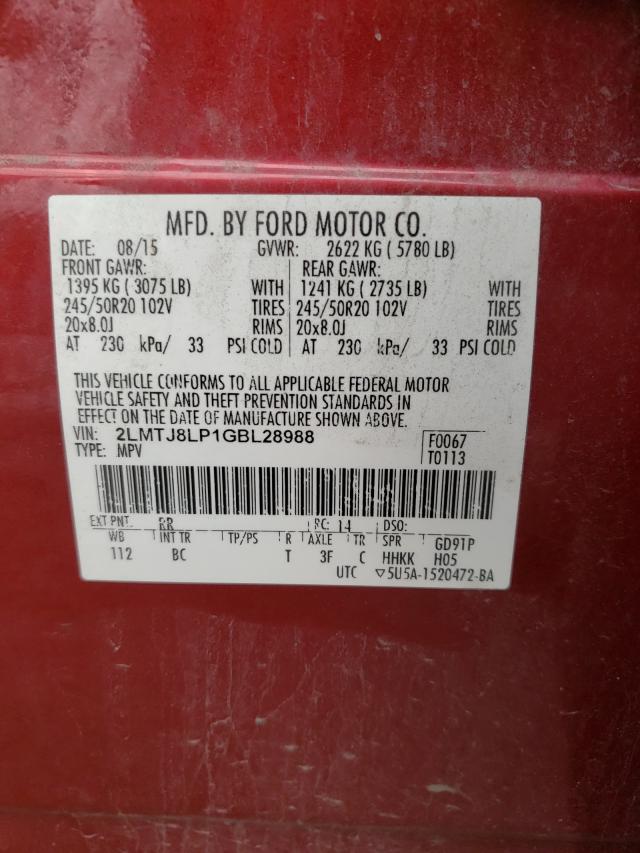 MFD. BY FORD MOTOR CO.
DATE: 08/15 GVWR: 2622 KG ( 5780 LB)
FRONT GAWR: REAR GAWR:
1395 KG ( 3075 LB) WITH 1241 KG ( 2735 LB) WITH
245/50R20 102V TIRES 245/50R20 102V TIRES
20x8.0J RIMS 20x8.0J RIMS
AT 230 kPa/ 33 PSI COLD AT 230 kPa/ 33 PSI COLD
THIS VEHICLE CONFORMS TO ALL APPLICABLE FEDERAL MOTOR
VEHICLE SAFETY AND THEFT PREVENTION STANDARDS IN
EFFECT ON THE DATE OF MANUFACTURE SHOWN ABOVE.
VIN: 2LMTJ8LP1GBL28988 F0067
TYPE: MPV T0113
EXT PNT: RR RC: 14 DSO:
WB INT TR TP/PS R AXLE TR SPR GD91P
112 BC T 3F C HHKK H05
UTC ▽5U5A-1520472-BA